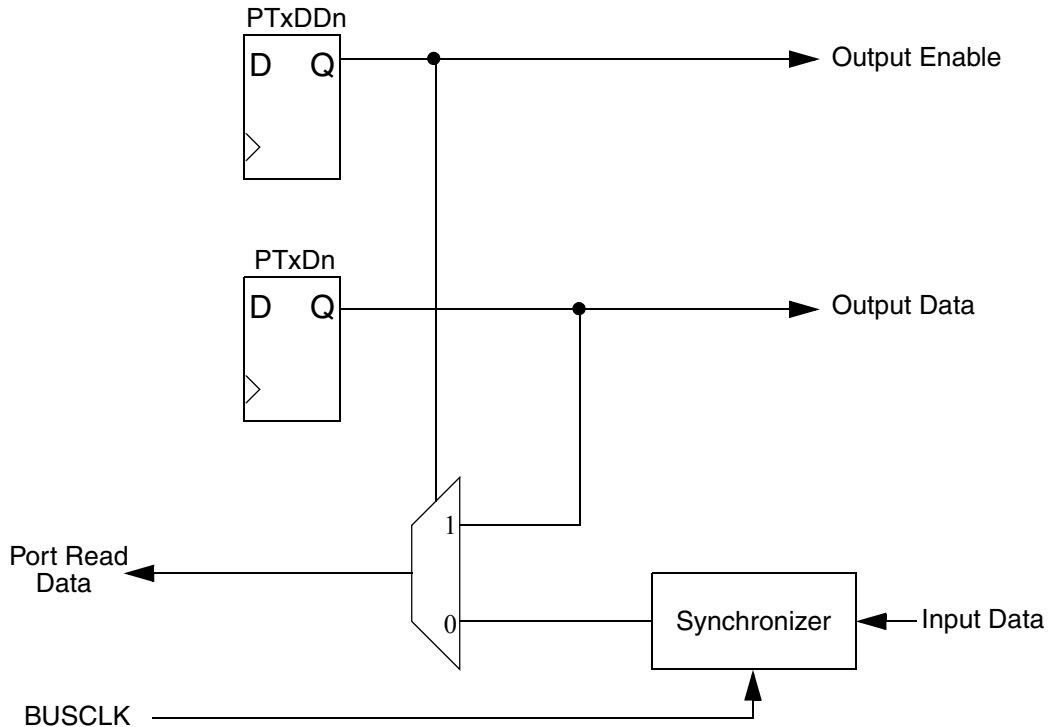 PTxDDn
D Q
Output Enable
PTxDn
D Q
Output Data
1
Port Read
Data
0
Synchronizer
Input Data
BUSCLK